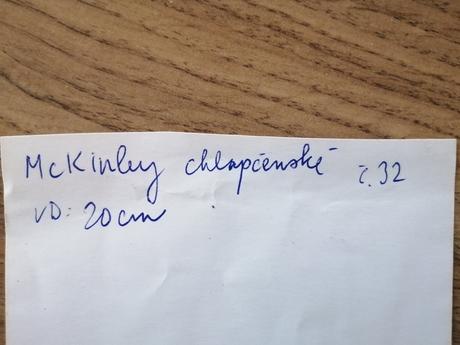 McKinley chlapčenské č. 32
VD: 20cm